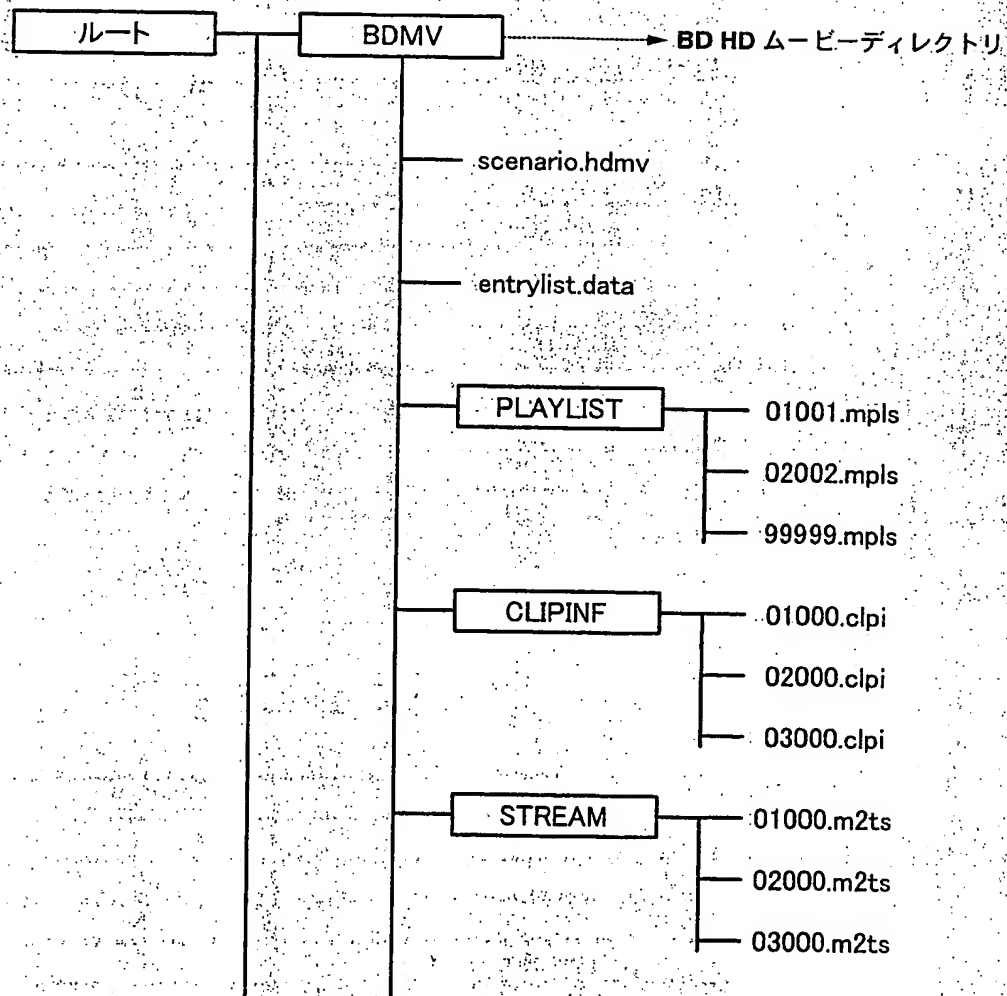 ルート
BDMV
BD HD ムービーディレクトリ
scenario.hdmv
entrylist.data
PLAYLIST
01001.mpls
02002.mpls
99999.mpls
CLIPINF
01000.clpi
02000.clpi
03000.clpi
STREAM
01000.m2ts
02000.m2ts
03000.m2ts